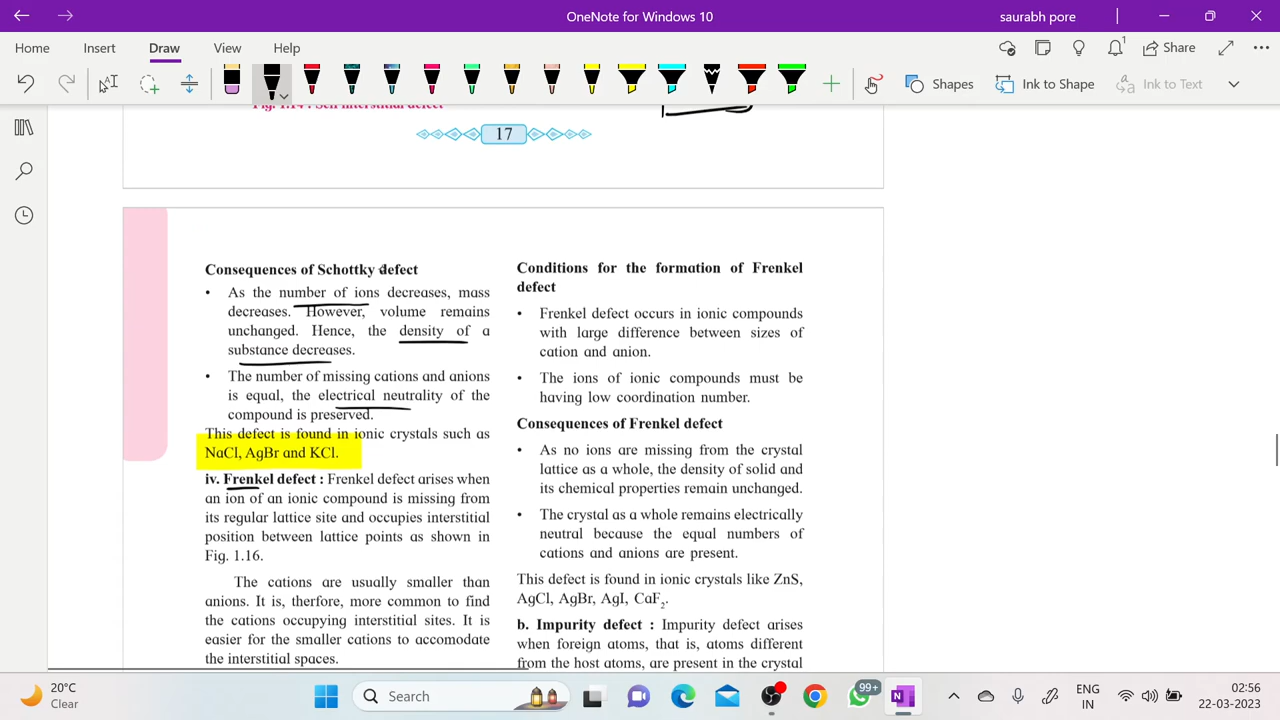 OneNote for Windows 10
saurabh pore
Home Insert Draw View Help
Share
Shapes Ink to Shape Ink to Text
Fig. 1.14 : Self interstitial defect
17
Consequences of Schottky defect
• As the number of ions decreases, mass
decreases. However, volume remains
unchanged. Hence, the density of a
substance decreases.
• The number of missing cations and anions
is equal, the electrical neutrality of the
compound is preserved.
This defect is found in ionic crystals such as
NaCl, AgBr and KCl.
iv. Frenkel defect : Frenkel defect arises when
an ion of an ionic compound is missing from
its regular lattice site and occupies interstitial
position between lattice points as shown in
Fig. 1.16.
The cations are usually smaller than
anions. It is, therfore, more common to find
the cations occupying interstitial sites. It is
easier for the smaller cations to accomodate
the interstitial spaces.
Conditions for the formation of Frenkel
defect
• Frenkel defect occurs in ionic compounds
with large difference between sizes of
cation and anion.
• The ions of ionic compounds must be
having low coordination number.
Consequences of Frenkel defect
• As no ions are missing from the crystal
lattice as a whole, the density of solid and
its chemical properties remain unchanged.
• The crystal as a whole remains electrically
neutral because the equal numbers of
cations and anions are present.
This defect is found in ionic crystals like ZnS,
AgCl, AgBr, AgI, CaF₂.
b. Impurity defect : Impurity defect arises
when foreign atoms, that is, atoms different
from the host atoms, are present in the crystal
20°C
Clear
Search
99+
ENG
IN
02:56
22-03-2023